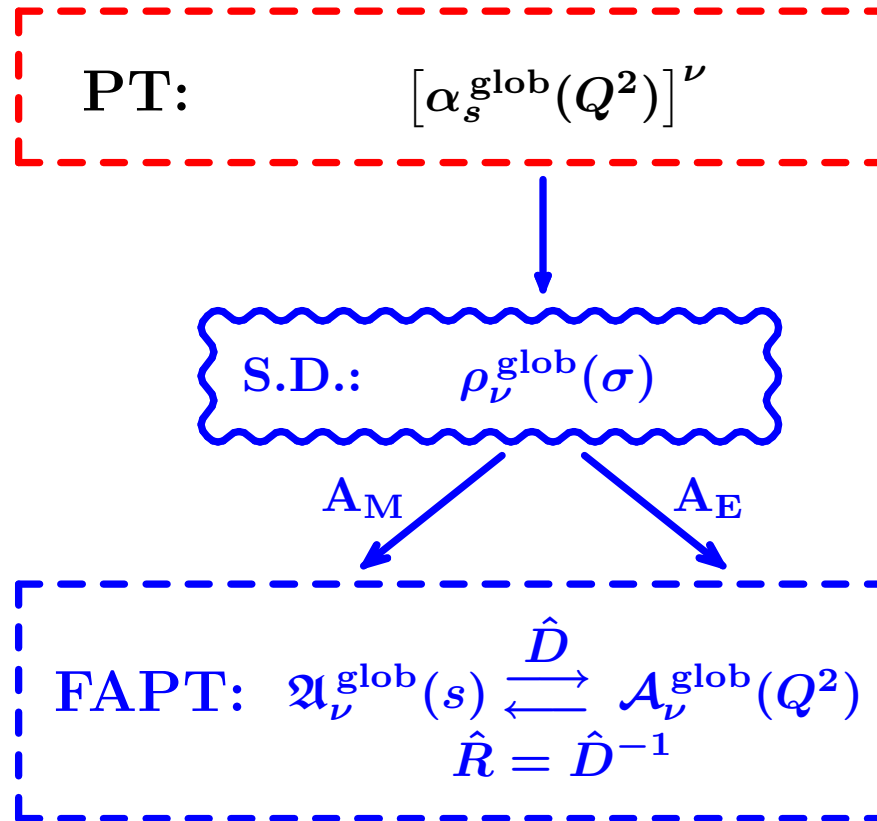 PT: [α_s^glob(Q²)]^ν
S.D.: ρ_ν^glob(σ)
A_M A_E
D̂
FAPT: 𝔄_ν^glob(s) ⇄ 𝒜_ν^glob(Q²)
R̂ = D̂⁻¹